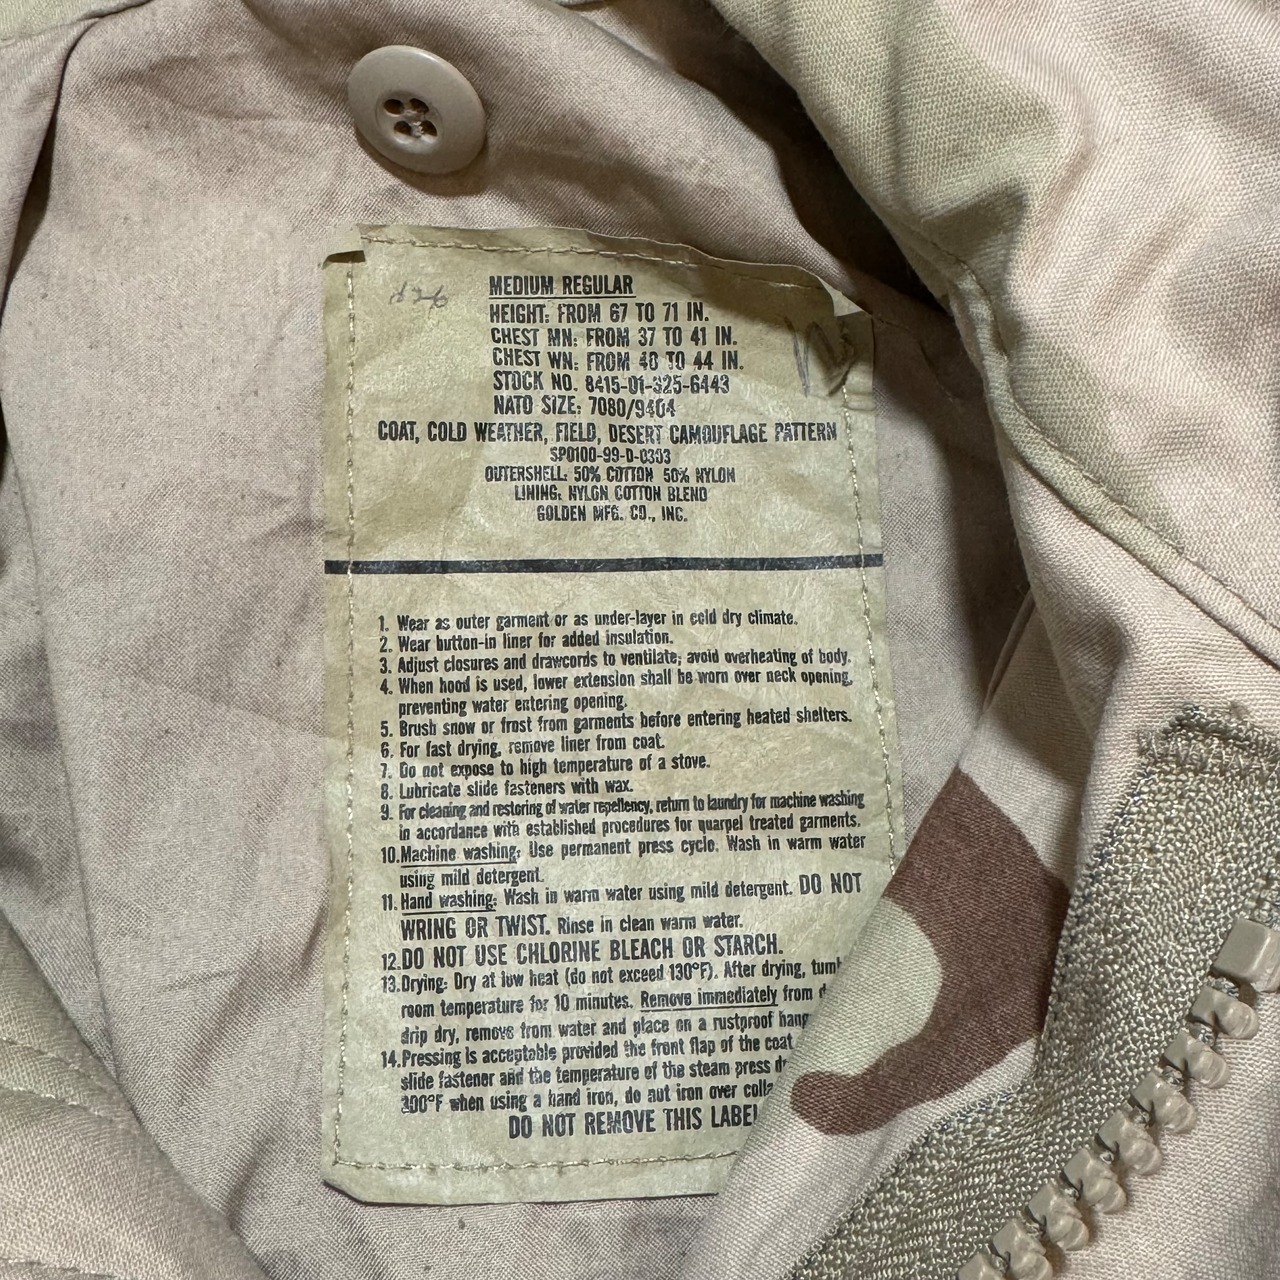 MEDIUM REGULAR
HEIGHT: FROM 67 TO 71 IN.
CHEST MN: FROM 37 TO 41 IN.
CHEST WN: FROM 40 TO 44 IN.
STOCK NO. 8415-01-325-6443
NATO SIZE: 7080/9404
COAT, COLD WEATHER, FIELD, DESERT CAMOUFLAGE PATTERN
SP0100-99-D-0303
OUTERSHELL: 50% COTTON 50% NYLON
LINING: NYLON COTTON BLEND
GOLDEN MFG. CO., INC.
1. Wear as outer garment or as under-layer in cold dry climate.
2. Wear button-in liner for added insulation.
3. Adjust closures and drawcords to ventilate; avoid overheating of body.
4. When hood is used, lower extension shall be worn over neck opening,
preventing water entering opening.
5. Brush snow or frost from garments before entering heated shelters.
6. For fast drying, remove liner from coat.
7. Do not expose to high temperature of a stove.
8. Lubricate slide fasteners with wax.
9. For cleaning and restoring of water repellency, return to laundry for machine washing
in accordance with established procedures for quarpel treated garments.
10. Machine washing: Use permanent press cycle. Wash in warm water
using mild detergent.
11. Hand washing: Wash in warm water using mild detergent. DO NOT
WRING OR TWIST. Rinse in clean warm water.
12. DO NOT USE CHLORINE BLEACH OR STARCH.
13. Drying: Dry at low heat (do not exceed 130°F). After drying, tumb
room temperature for 10 minutes. Remove immediately from d
drip dry, remove from water and place on a rustproof hang
14. Pressing is acceptable provided the front flap of the coat
slide fastener and the temperature of the steam press d
300°F when using a hand iron, do not iron over colla
DO NOT REMOVE THIS LABEL